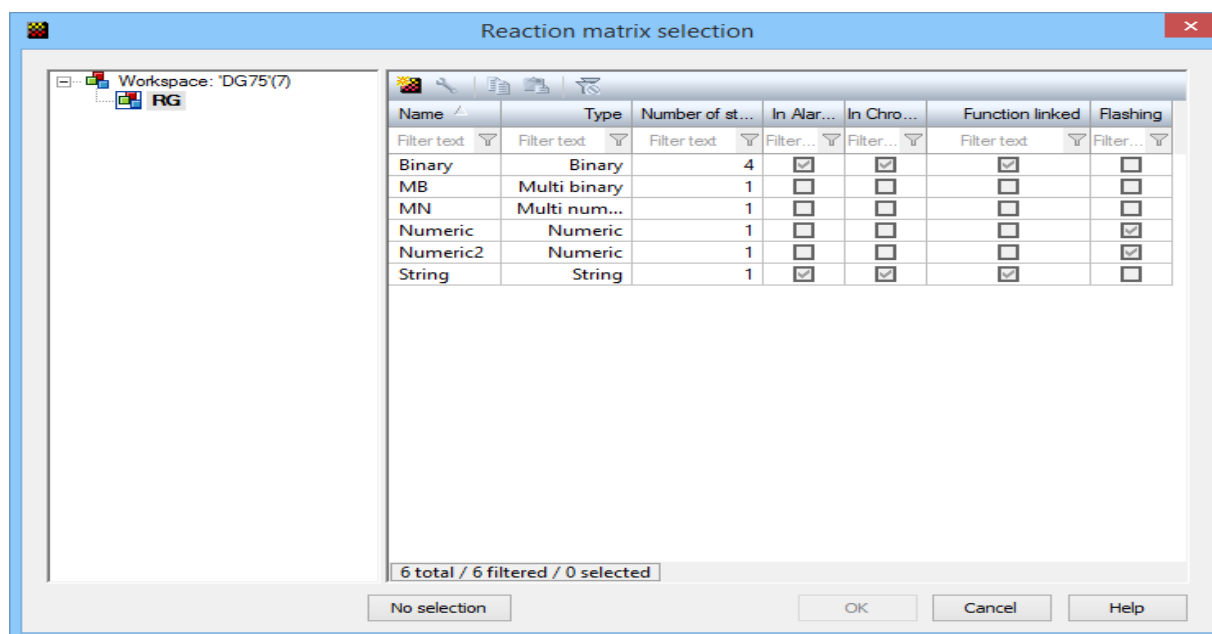 Reaction matrix selection
Workspace: 'DG75'(7)
RG
Name Type Number of st... In Alar... In Chro... Function linked Flashing
Filter text Filter text Filter text Filter... Filter... Filter text Filter...
Binary Binary 4
MB Multi binary 1
MN Multi num... 1
Numeric Numeric 1
Numeric2 Numeric 1
String String 1
6 total / 6 filtered / 0 selected
No selection OK Cancel Help